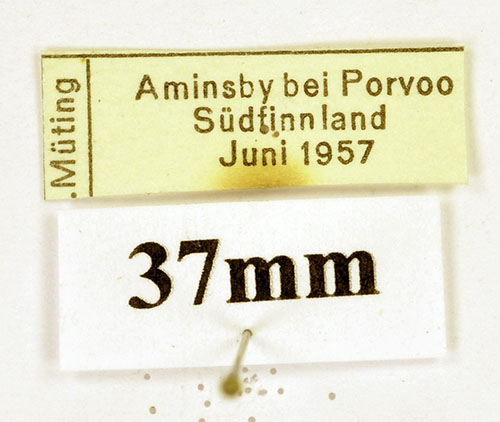 .Müting
Aminsby bei Porvoo
Südfinnland
Juni 1957
37mm